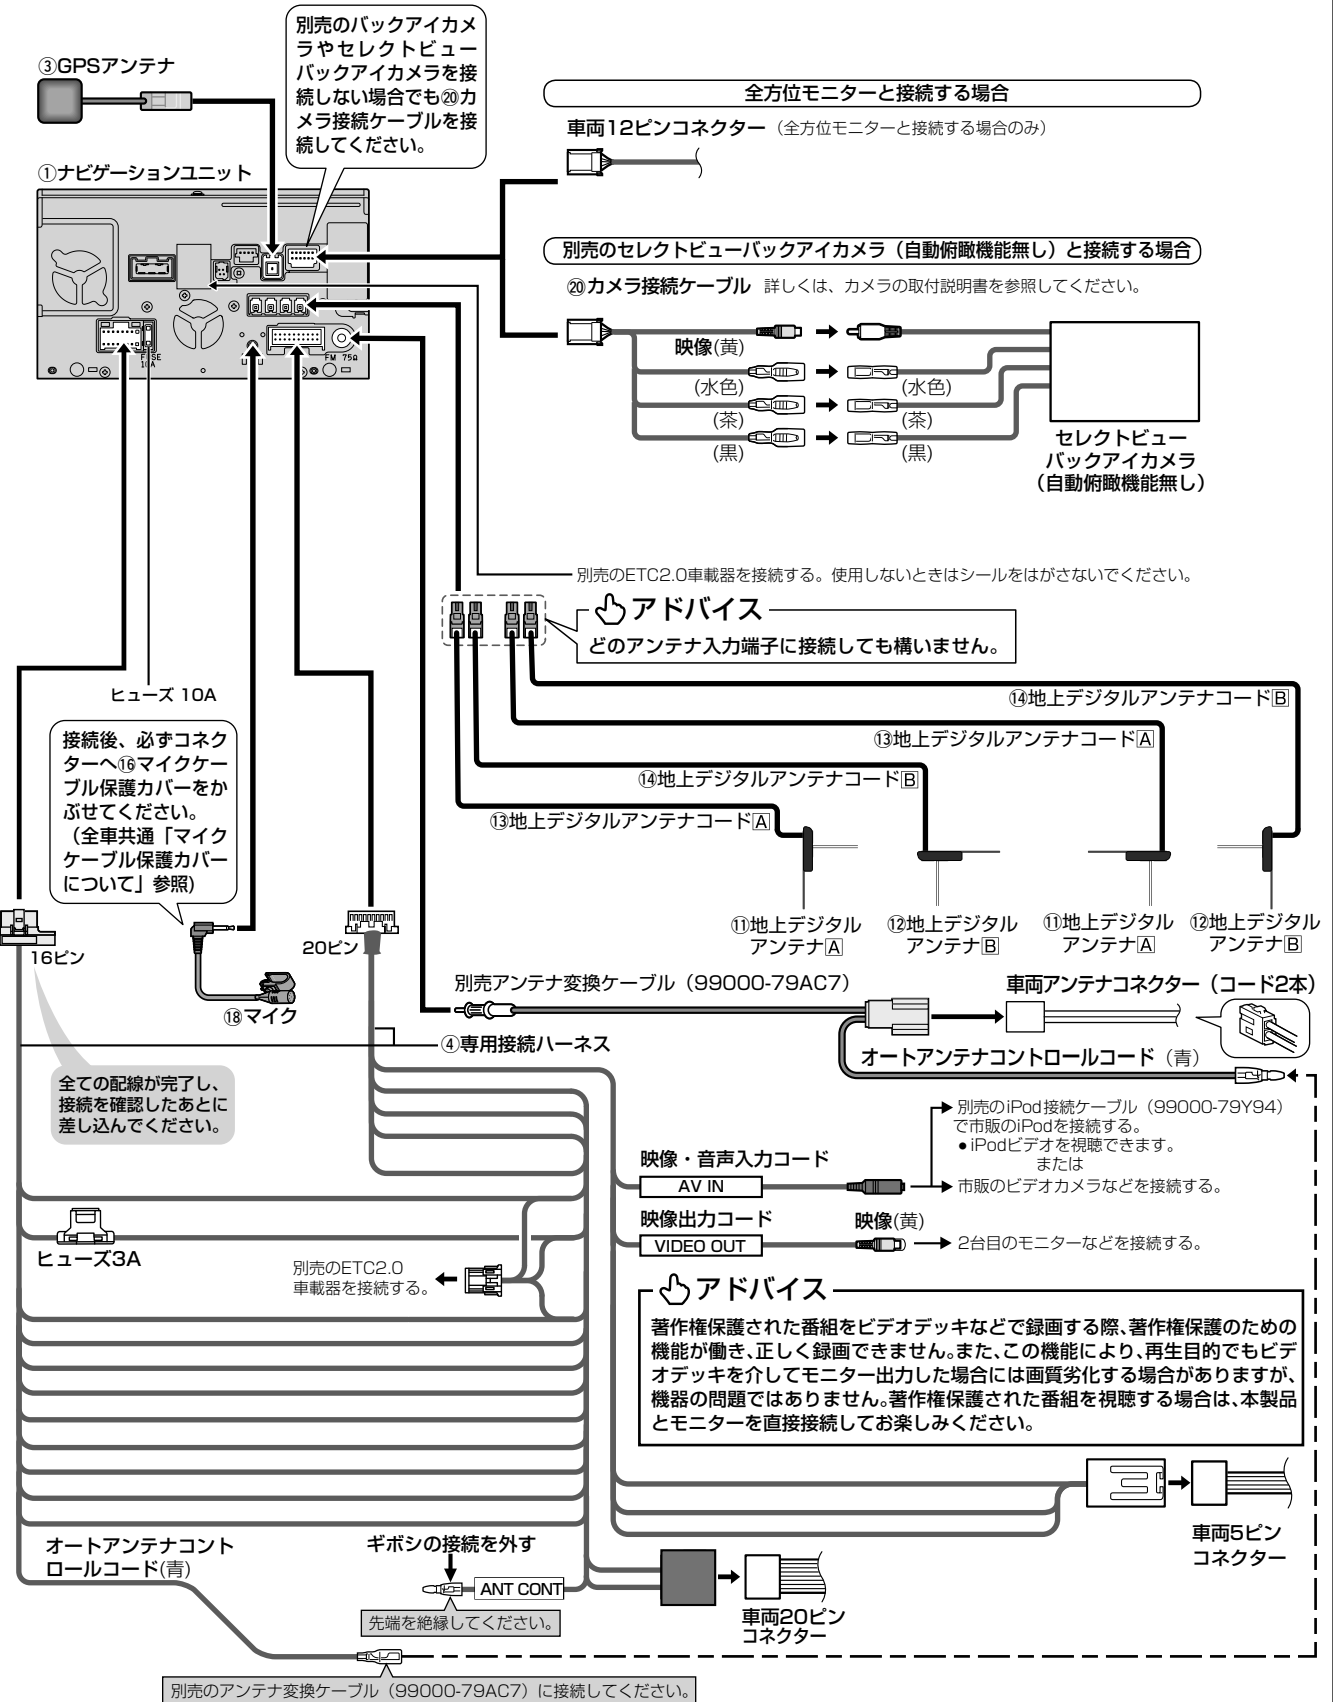 別売のバックアイカメ
ラやセレクトビュー
バックアイカメラを接
続しない場合でも⑳カ
メラ接続ケーブルを接
続してください。
③GPSアンテナ
①ナビゲーションユニット
全方位モニターと接続する場合
車両12ピンコネクター（全方位モニターと接続する場合のみ）
別売のセレクトビューバックアイカメラ（自動俯瞰機能無し）と接続する場合
⑳カメラ接続ケーブル 詳しくは、カメラの取付説明書を参照してください。
映像(黄)
(水色)
(水色)
(茶)
(茶)
(黒)
(黒)
セレクトビュー
バックアイカメラ
（自動俯瞰機能無し）
FUSE
10A
FM 75Ω
別売のETC2.0車載器を接続する。使用しないときはシールをはがさないでください。
アドバイス
どのアンテナ入力端子に接続しても構いません。
ヒューズ 10A
⑭地上デジタルアンテナコードB
⑬地上デジタルアンテナコードA
⑭地上デジタルアンテナコードB
⑬地上デジタルアンテナコードA
接続後、必ずコネク
ターへ⑯マイクケー
ブル保護カバーをか
ぶせてください。
（全車共通「マイク
ケーブル保護カバー
について」参照)
⑪地上デジタル
アンテナA
⑫地上デジタル
アンテナB
⑪地上デジタル
アンテナA
⑫地上デジタル
アンテナB
16ピン
20ピン
⑱マイク
別売アンテナ変換ケーブル（99000-79AC7）
車両アンテナコネクター（コード2本）
④専用接続ハーネス
オートアンテナコントロールコード（青）
全ての配線が完了し、
接続を確認したあとに
差し込んでください。
別売のiPod接続ケーブル（99000-79Y94）
で市販のiPodを接続する。
●iPodビデオを視聴できます。
または
市販のビデオカメラなどを接続する。
映像・音声入力コード
AV IN
映像出力コード
VIDEO OUT
映像(黄)
2台目のモニターなどを接続する。
ヒューズ3A
別売のETC2.0
車載器を接続する。
アドバイス
著作権保護された番組をビデオデッキなどで録画する際、著作権保護のための
機能が働き、正しく録画できません。また、この機能により、再生目的でもビデ
オデッキを介してモニター出力した場合には画質劣化する場合がありますが、
機器の問題ではありません。著作権保護された番組を視聴する場合は、本製品
とモニターを直接接続してお楽しみください。
車両5ピン
コネクター
オートアンテナコント
ロールコード(青)
ギボシの接続を外す
ANT CONT
先端を絶縁してください。
車両20ピン
コネクター
別売のアンテナ変換ケーブル（99000-79AC7）に接続してください。